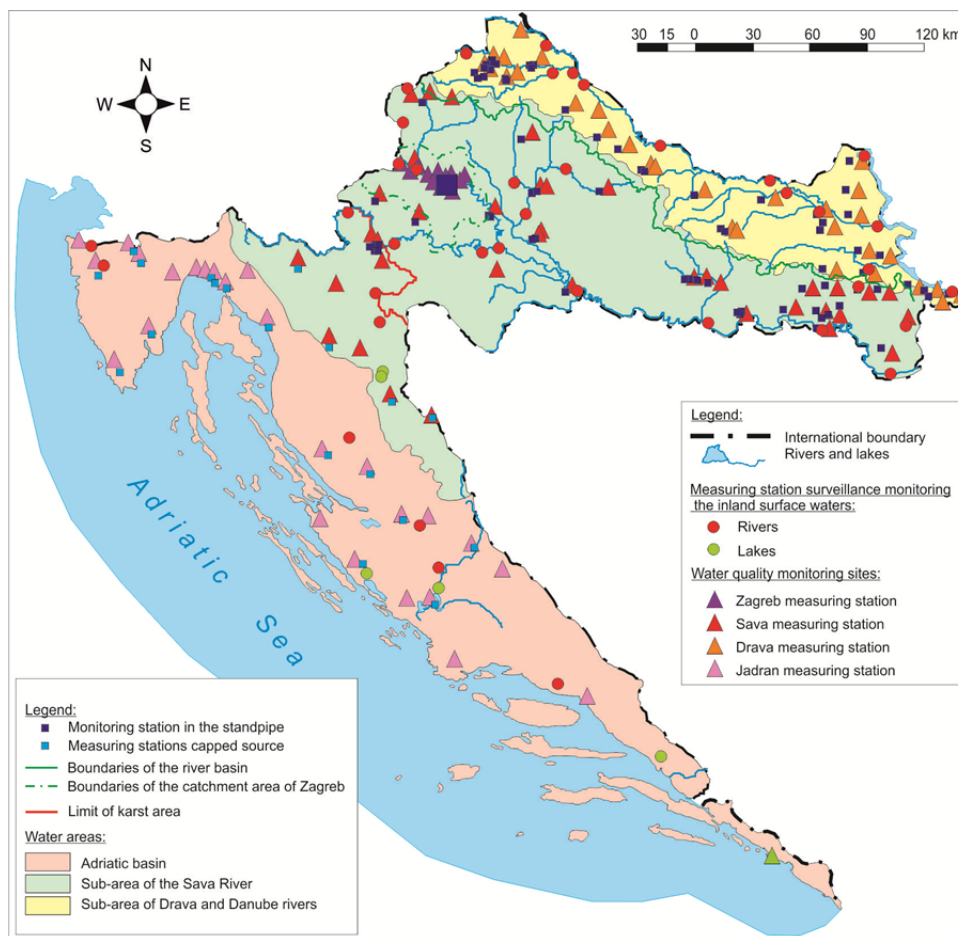 30 15 0 30 60 90 120 km
N
W E
S
Adriatic Sea
Legend:
International boundary
Rivers and lakes
Measuring station surveillance monitoring
the inland surface waters:
Rivers
Lakes
Water quality monitoring sites:
Zagreb measuring station
Sava measuring station
Drava measuring station
Jadran measuring station
Legend:
Monitoring station in the standpipe
Measuring stations capped source
Boundaries of the river basin
Boundaries of the catchment area of Zagreb
Limit of karst area
Water areas:
Adriatic basin
Sub-area of the Sava River
Sub-area of Drava and Danube rivers